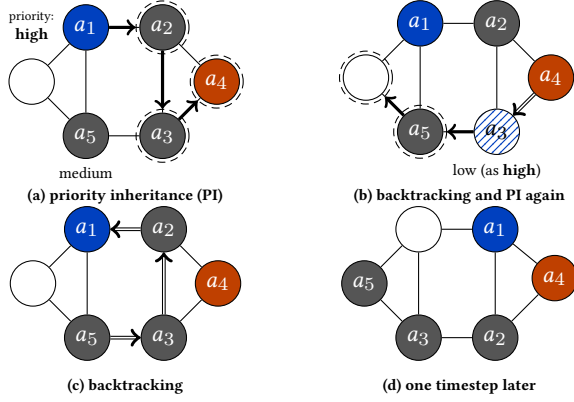 priority:
high
a1
a2
a4
a5
a3
medium
(a) priority inheritance (PI)
a1
a2
a4
a5
a3
low (as high)
(b) backtracking and PI again
a1
a2
a4
a5
a3
(c) backtracking
a1
a4
a5
a3
a2
(d) one timestep later